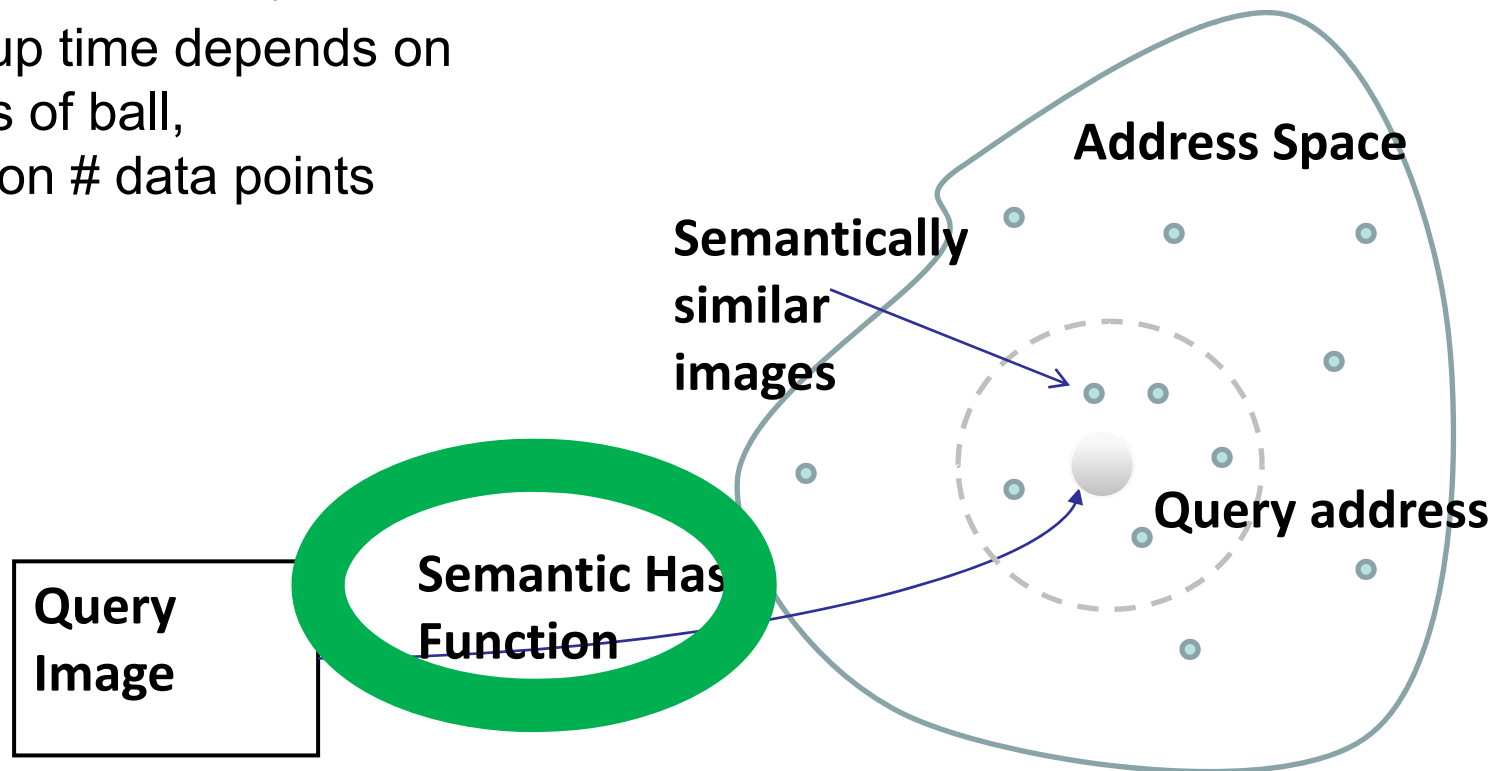 up time depends on
s of ball,
on # data points
Address Space
Semantically
similar
images
Query address
Semantic Has
Function
Query
Image